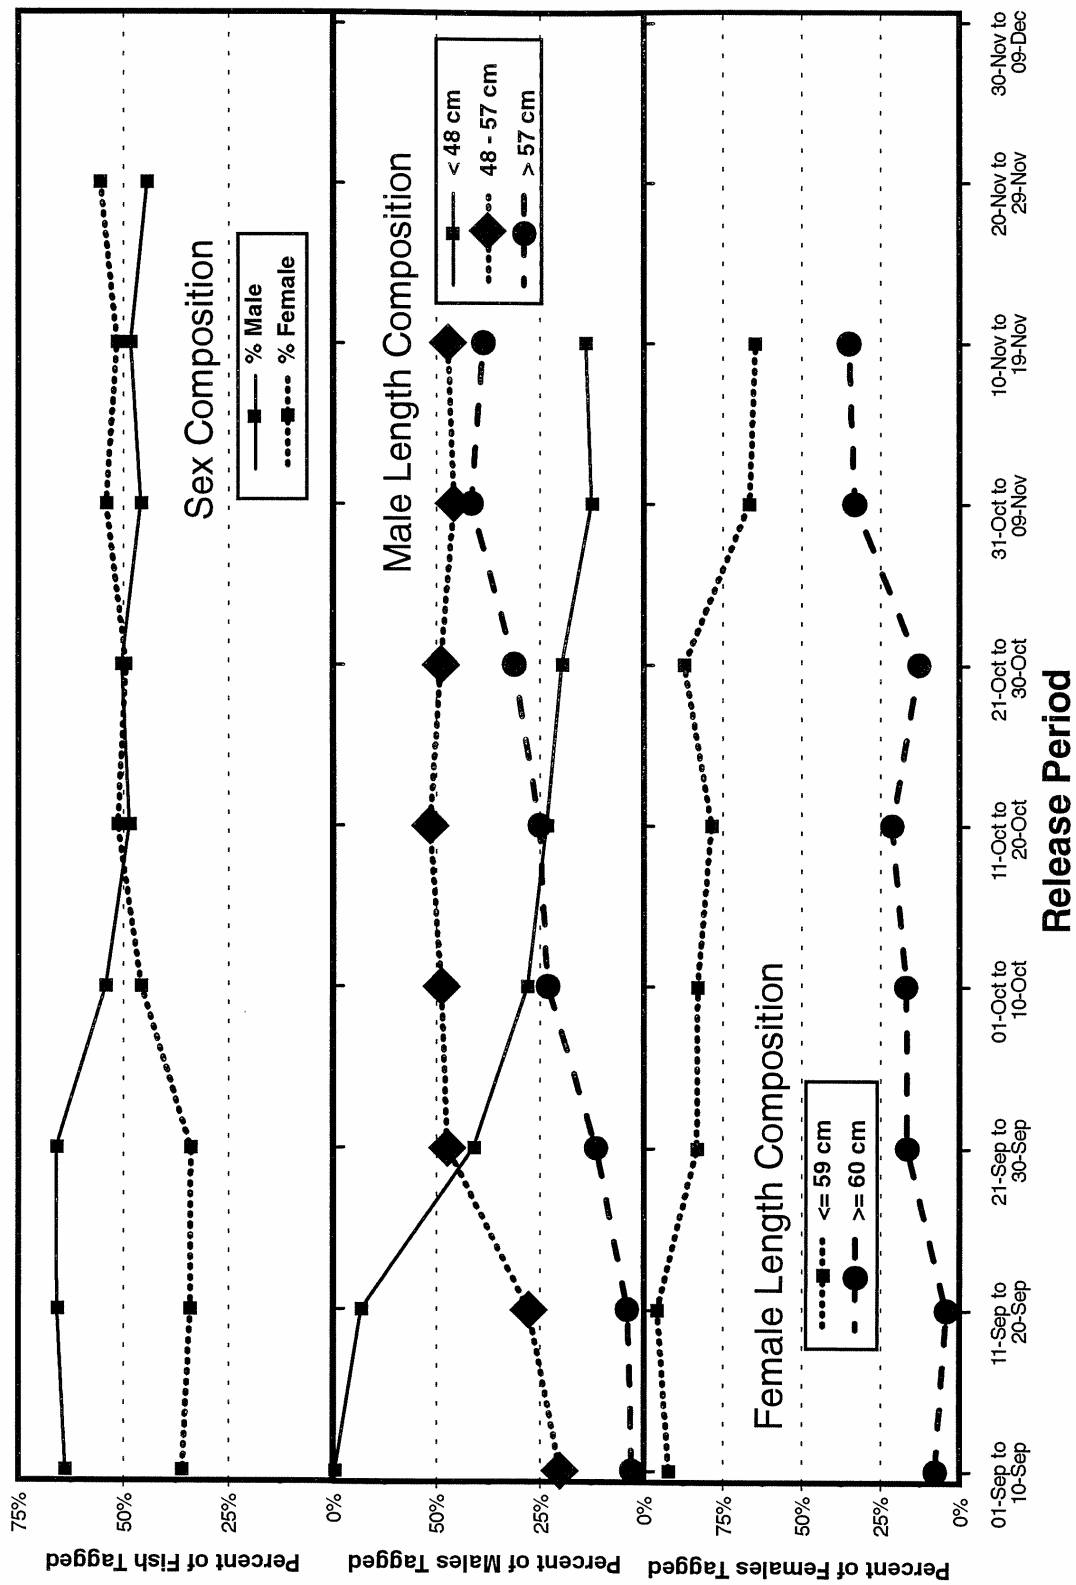 75%
50%
25%
Percent of Fish Tagged
Sex Composition
% Male
% Female
0%
50%
25%
0%
Percent of Males Tagged
Male Length Composition
< 48 cm
48 - 57 cm
> 57 cm
75%
50%
25%
0%
Percent of Females Tagged
Female Length Composition
<= 59 cm
>= 60 cm
01-Sep to
10-Sep
11-Sep to
20-Sep
21-Sep to
30-Sep
01-Oct to
10-Oct
11-Oct to
20-Oct
21-Oct to
30-Oct
31-Oct to
09-Nov
10-Nov to
19-Nov
20-Nov to
29-Nov
30-Nov to
09-Dec
Release Period